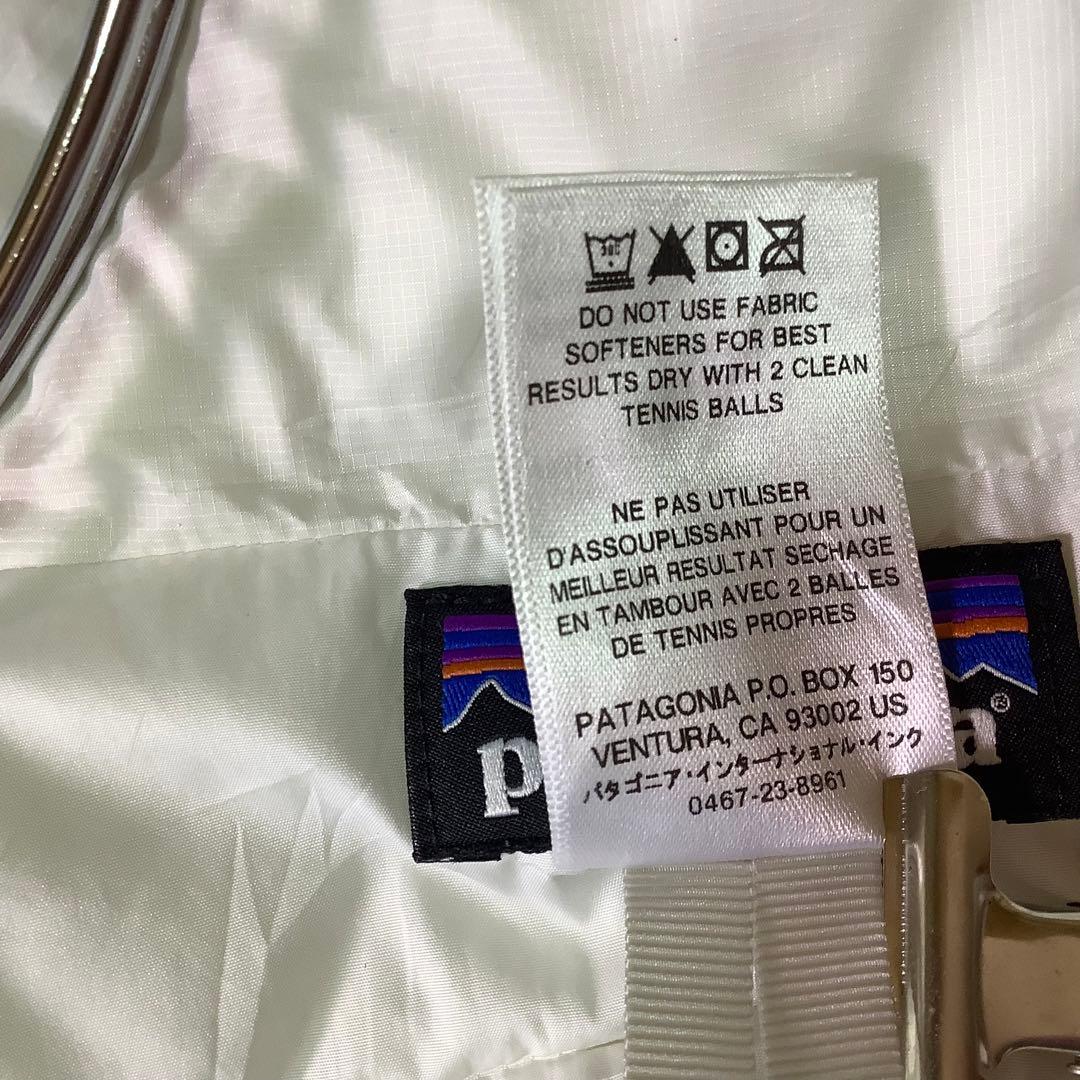 30C
DO NOT USE FABRIC
SOFTENERS FOR BEST
RESULTS DRY WITH 2 CLEAN
TENNIS BALLS
NE PAS UTILISER
D'ASSOUPLISSANT POUR UN
MEILLEUR RESULTAT SECHAGE
EN TAMBOUR AVEC 2 BALLES
DE TENNIS PROPRES
PATAGONIA P.O. BOX 150
VENTURA, CA 93002 US
パタゴニア・インターナショナル・インク
0467-23-8961
p a®